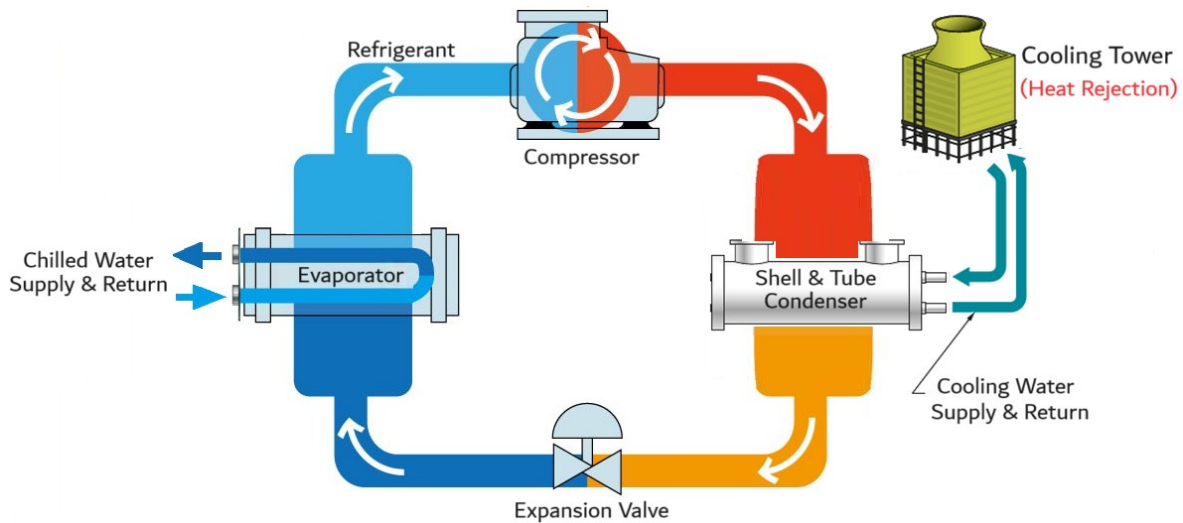 Refrigerant
Compressor
Cooling Tower
(Heat Rejection)
Chilled Water
Supply & Return
Evaporator
Shell & Tube
Condenser
Cooling Water
Supply & Return
Expansion Valve